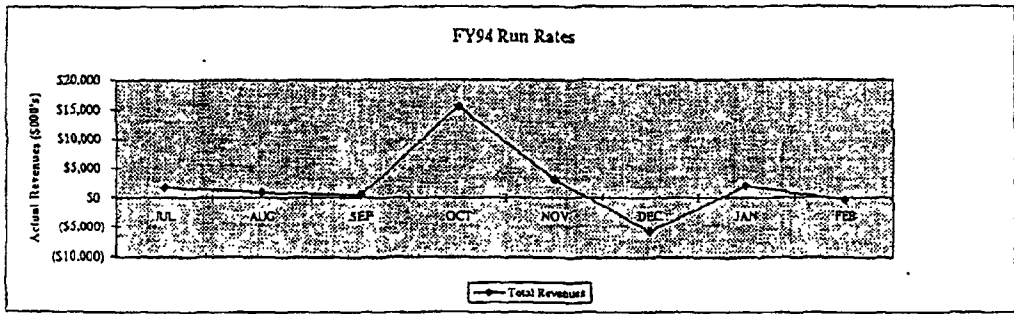 FY94 Run Rates
Actual Revenues ($000's)
$20,000
$15,000
$10,000
$5,000
$0
($5,000)
($10,000)
JUL AUG SEP OCT NOV DEC JAN FEB
Total Revenues